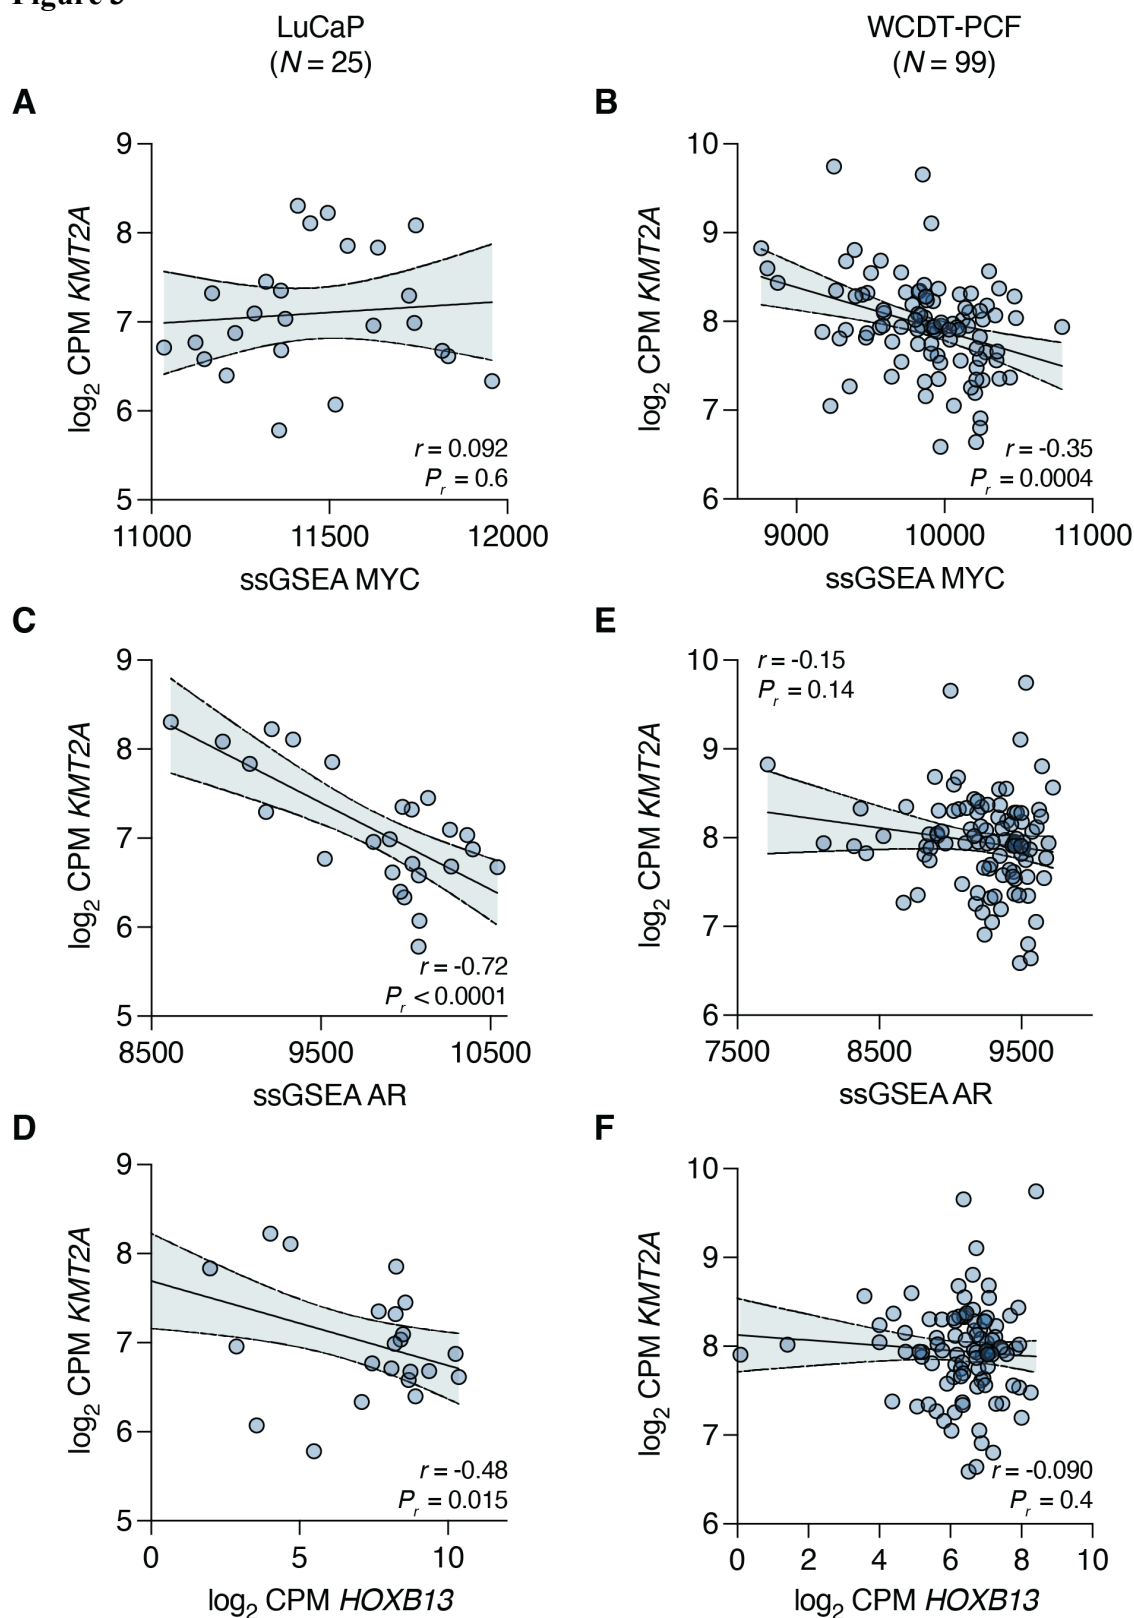 LuCaP
(N = 25)
WCDT-PCF
(N = 99)
A
9
8
7
6
5
log2 CPM KMT2A
r = 0.092
Pr = 0.6
11000
11500
12000
ssGSEA MYC
B
10
9
8
7
6
log2 CPM KMT2A
r = -0.35
Pr = 0.0004
9000
10000
11000
ssGSEA MYC
C
9
8
7
6
5
log2 CPM KMT2A
r = -0.72
Pr < 0.0001
8500
9500
10500
ssGSEA AR
E
10
9
8
7
6
log2 CPM KMT2A
r = -0.15
Pr = 0.14
7500
8500
9500
ssGSEA AR
D
9
8
7
6
5
log2 CPM KMT2A
r = -0.48
Pr = 0.015
0
5
10
log2 CPM HOXB13
F
10
9
8
7
6
log2 CPM KMT2A
r = -0.090
Pr = 0.4
0
2
4
6
8
10
log2 CPM HOXB13